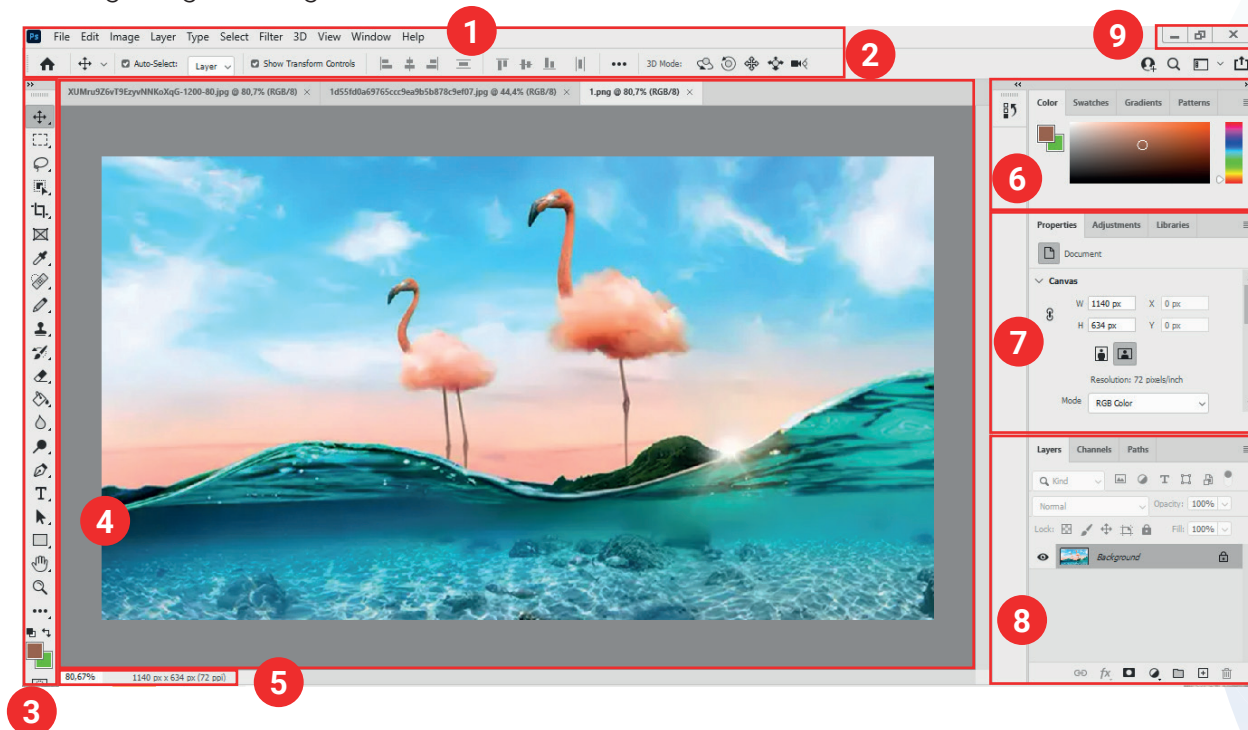 1
2
9
Ps File Edit Image Layer Type Select Filter 3D View Window Help
Auto-Select: Layer Show Transform Controls 3D Mode:
XUMru9Z6vT9EzyvNNKoXqG-1200-80.jpg @ 80,7% (RGB/8) × 1d55fd0a69765ccc9ea9b5b878c9ef07.jpg @ 44,4% (RGB/8) × 1.png @ 80,7% (RGB/8) ×
Color Swatches Gradients Patterns
6
Properties Adjustments Libraries
Document
Canvas
W 1140 px X 0 px
H 634 px Y 0 px
7
Resolution: 72 pixels/inch
Mode RGB Color
Layers Channels Paths
Kind T
Normal Opacity: 100%
Lock: Fill: 100%
Background
8
fx
T
4
80,67% 1140 px x 634 px (72 ppi)
5
3